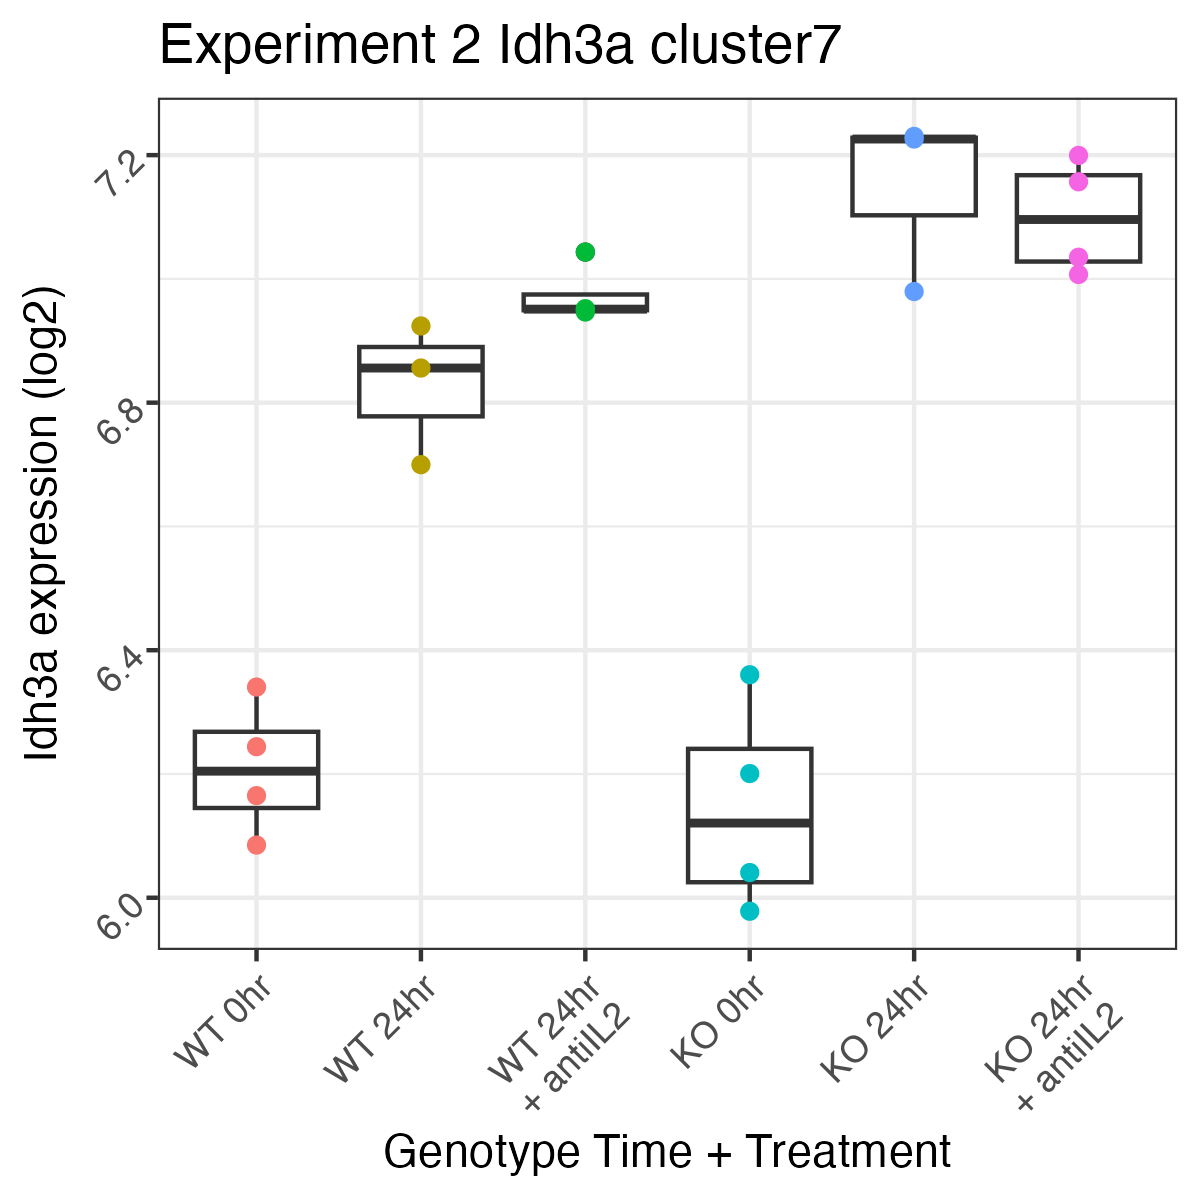 Experiment 2 Idh3a cluster7
Idh3a expression (log2)
7.2
6.8
6.4
6.0
WT 0hr
WT 24hr
WT 24hr
+ antiIL2
KO 0hr
KO 24hr
KO 24hr
+ antiIL2
Genotype Time + Treatment